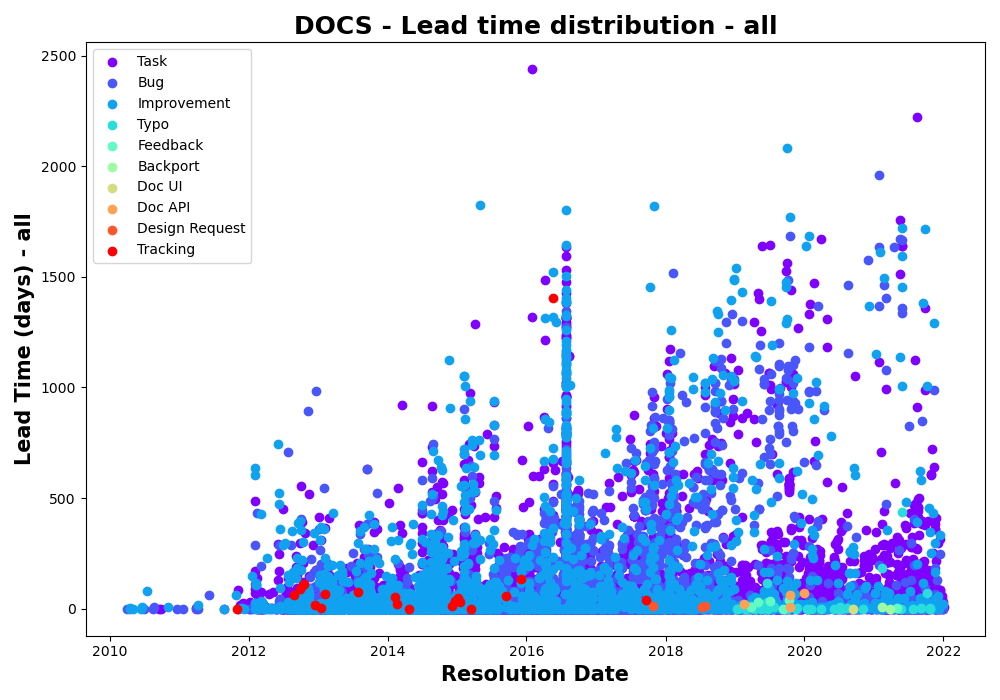 DOCS - Lead time distribution - all
Lead Time (days) - all
2500
2000
1500
1000
500
0
Task
Bug
Improvement
Typo
Feedback
Backport
Doc UI
Doc API
Design Request
Tracking
2010
2012
2014
2016
2018
2020
2022
Resolution Date